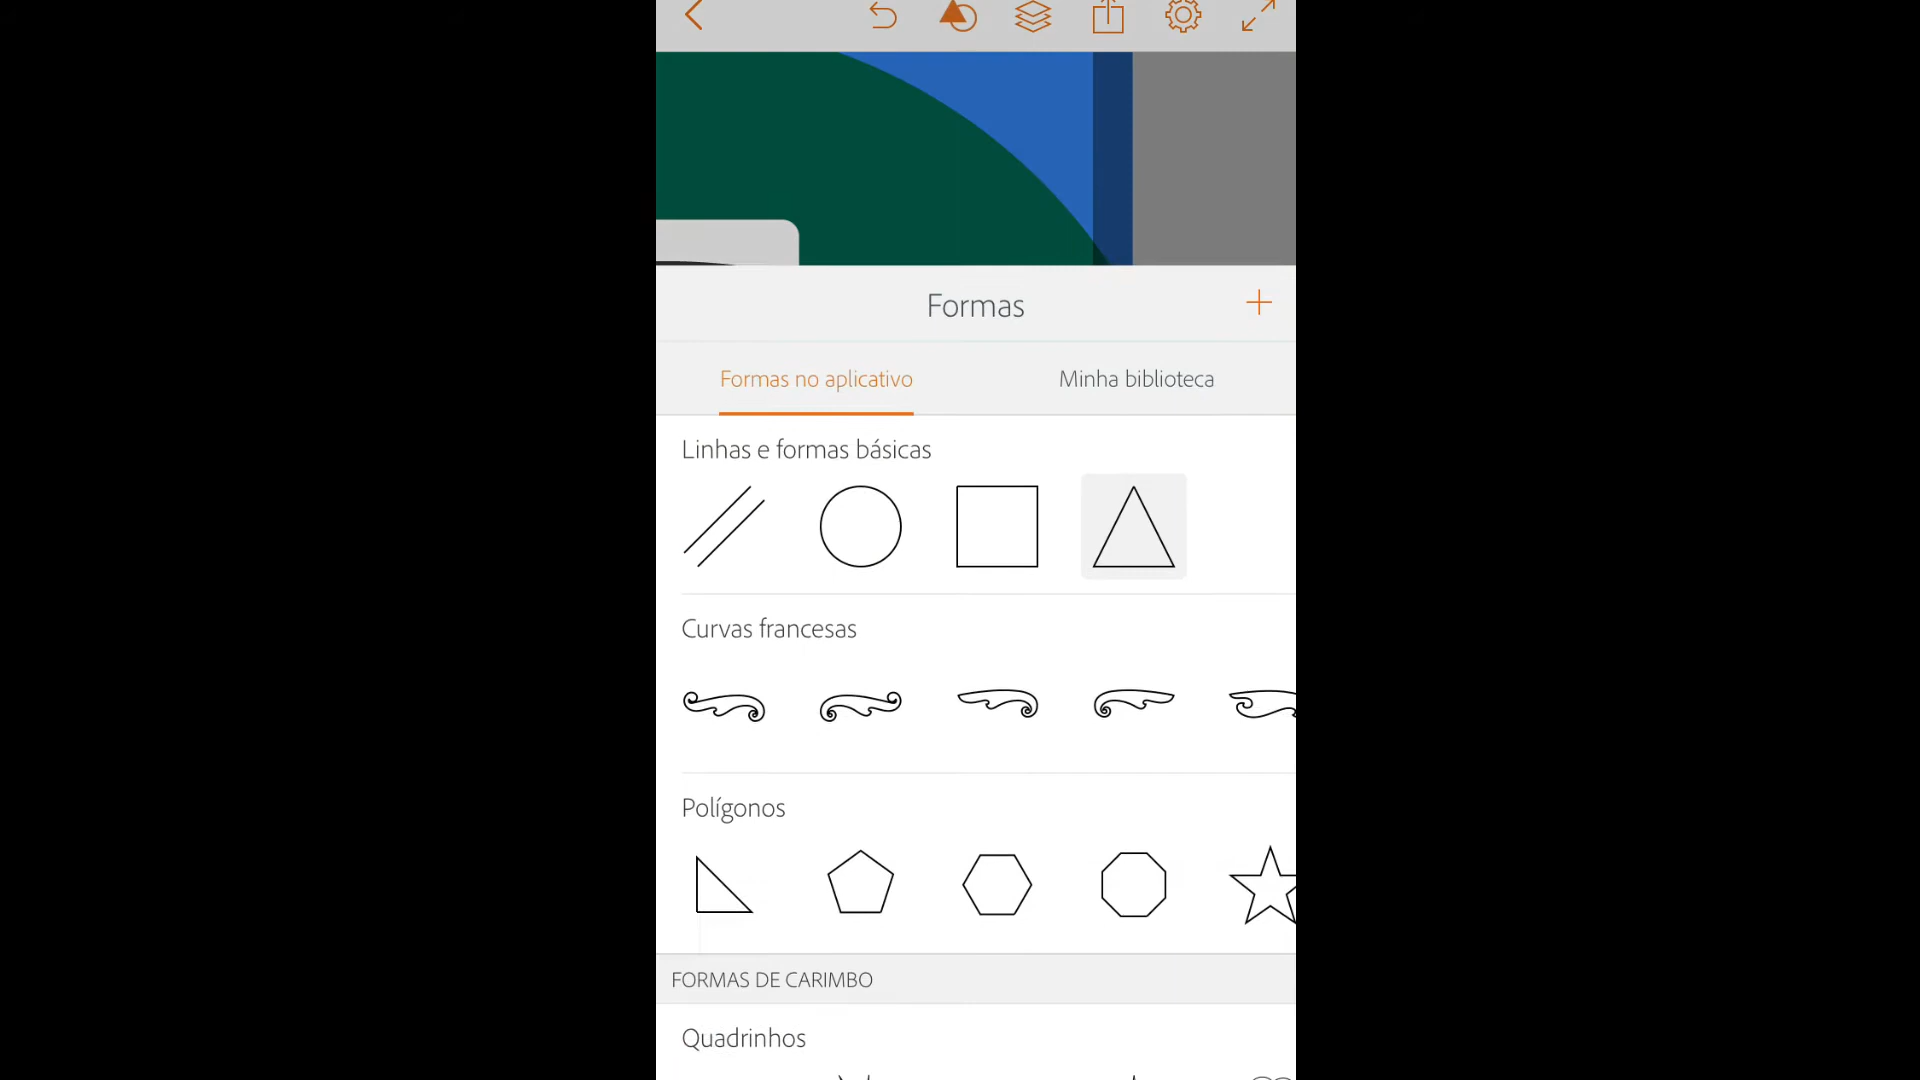 Formas
Formas no aplicativo
Minha biblioteca
Linhas e formas básicas
Curvas francesas
Polígonos
FORMAS DE CARIMBO
Quadrinhos